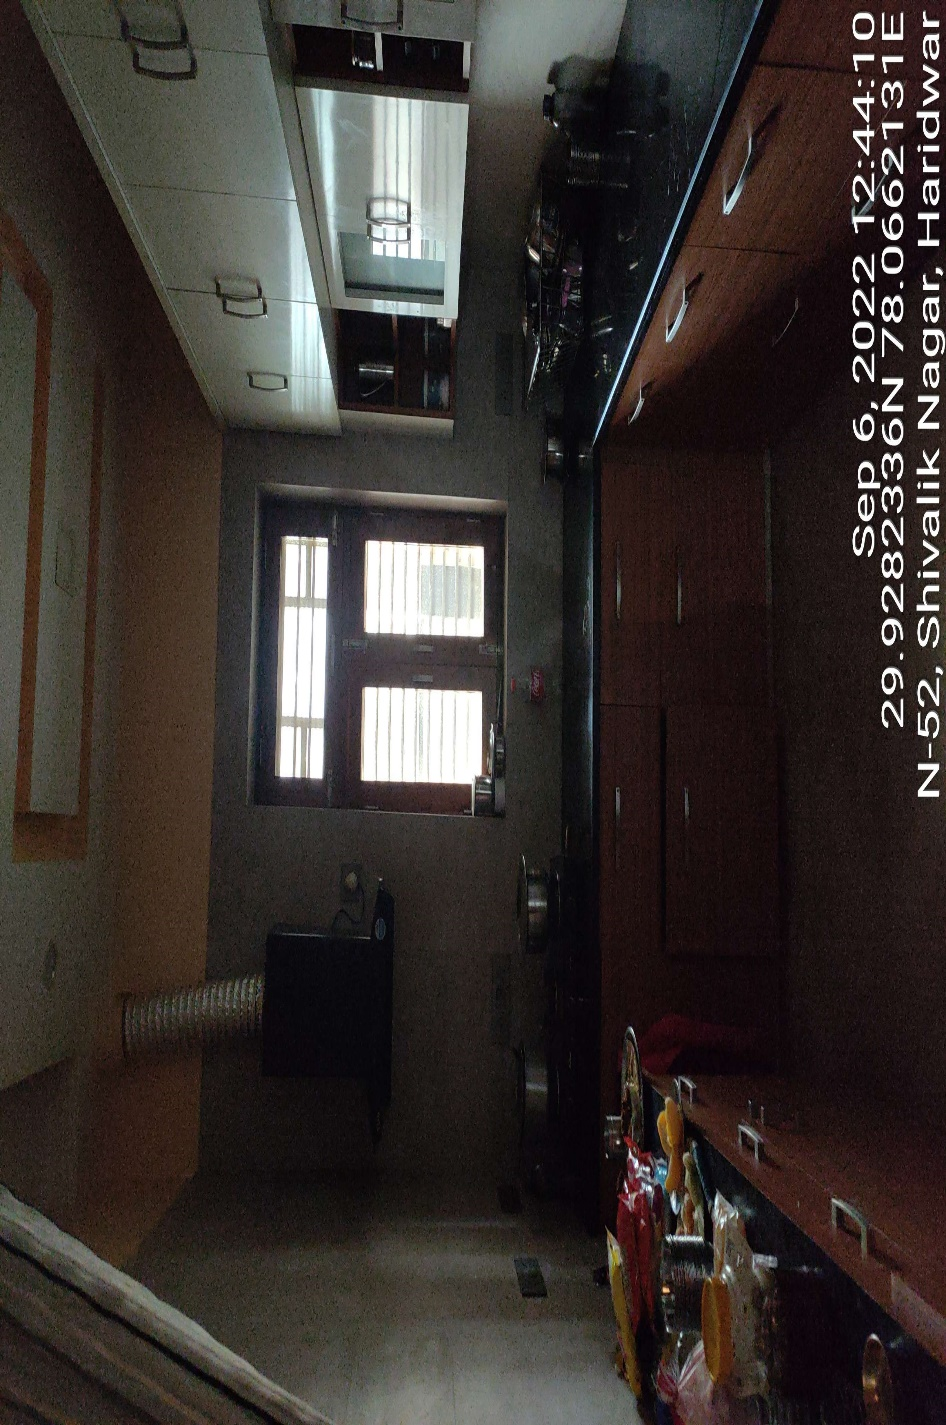 Sep 6, 2022 12:44:10
29.9282336N 78.0662131E
N-52, Shivalik Nagar, Haridwar